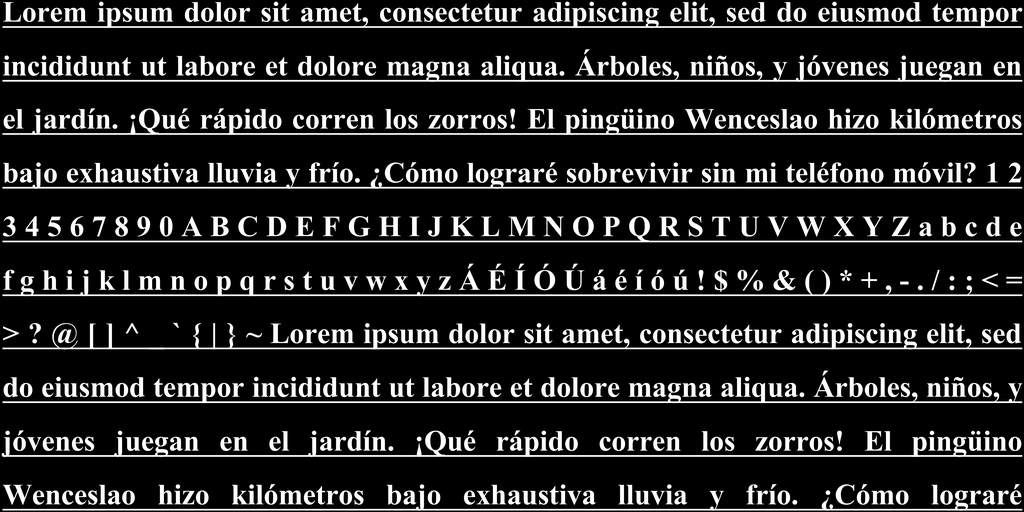 Lorem ipsum dolor sit amet, consectetur adipiscing elit, sed do eiusmod tempor
incididunt ut labore et dolore magna aliqua. Árboles, niños, y jóvenes juegan en
el jardín. ¡Qué rápido corren los zorros! El pingüino Wenceslao hizo kilómetros
bajo exhaustiva lluvia y frío. ¿Cómo lograré sobrevivir sin mi teléfono móvil? 1 2
3 4 5 6 7 8 9 0 A B C D E F G H I J K L M N O P Q R S T U V W X Y Z a b c d e
f g h i j k l m n o p q r s t u v w x y z Á É Í Ó Ú á é í ó ú ! $ % & ( ) * + , - . / : ; < =
> ? @ [ ] ^ _ ` { | } ~ Lorem ipsum dolor sit amet, consectetur adipiscing elit, sed
do eiusmod tempor incididunt ut labore et dolore magna aliqua. Árboles, niños, y
jóvenes juegan en el jardín. ¡Qué rápido corren los zorros! El pingüino
Wenceslao hizo kilómetros bajo exhaustiva lluvia y frío. ¿Cómo lograré